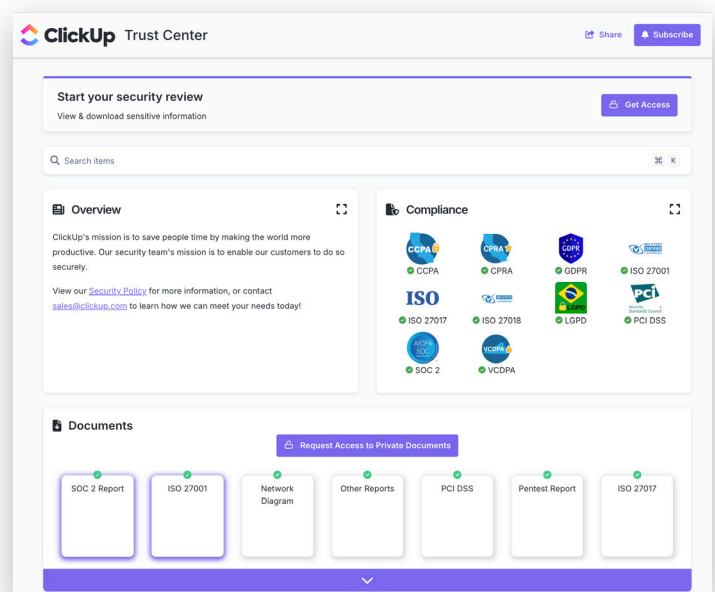 ClickUp Trust Center
Share
Subscribe
Start your security review
View & download sensitive information
Get Access
Search items
⌘ K
Overview
ClickUp's mission is to save people time by making the world more
productive. Our security team's mission is to enable our customers to do so
securely.
View our Security Policy for more information, or contact
sales@clickup.com to learn how we can meet your needs today!
Compliance
CCPA
CPRA
GDPR
CCPA
CPRA
GDPR
ISO 27001
ISO
LGPD
PCI
Security
Standards Council
ISO 27017
ISO 27018
LGPD
PCI DSS
AICPA
SOC
VCDPA
SOC 2
VCDPA
Documents
Request Access to Private Documents
SOC 2 Report
ISO 27001
Network
Diagram
Other Reports
PCI DSS
Pentest Report
ISO 27017